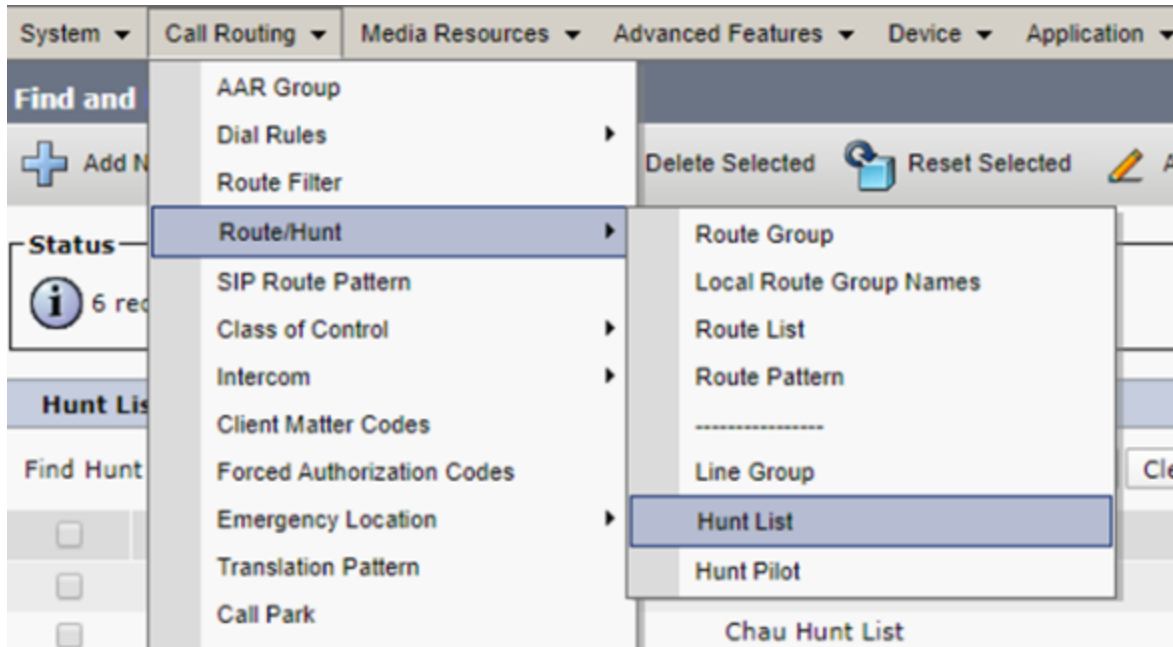 System Call Routing Media Resources Advanced Features Device Application
Find and
Add N Delete Selected Reset Selected A
Status
6 rec
Hunt Lis
Find Hunt Cle
AAR Group
Dial Rules
Route Filter
Route/Hunt
SIP Route Pattern
Class of Control
Intercom
Client Matter Codes
Forced Authorization Codes
Emergency Location
Translation Pattern
Call Park
Route Group
Local Route Group Names
Route List
Route Pattern
----------------
Line Group
Hunt List
Hunt Pilot
Chau Hunt List